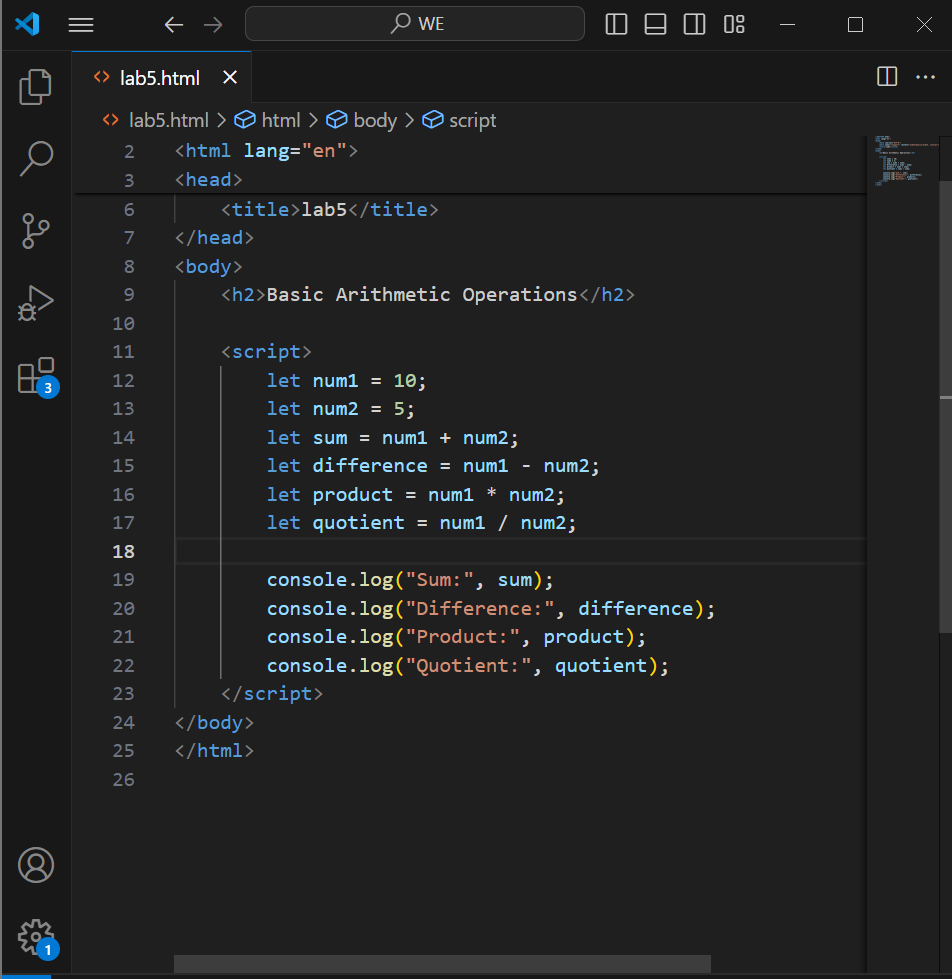 WE
lab5.html
lab5.html > html > body > script
2 <html lang="en">
3 <head>
6 <title>lab5</title>
7 </head>
8 <body>
9 <h2>Basic Arithmetic Operations</h2>
10
11 <script>
12 let num1 = 10;
13 let num2 = 5;
14 let sum = num1 + num2;
15 let difference = num1 - num2;
16 let product = num1 * num2;
17 let quotient = num1 / num2;
18
19 console.log("Sum:", sum);
20 console.log("Difference:", difference);
21 console.log("Product:", product);
22 console.log("Quotient:", quotient);
23 </script>
24 </body>
25 </html>
26
3
1